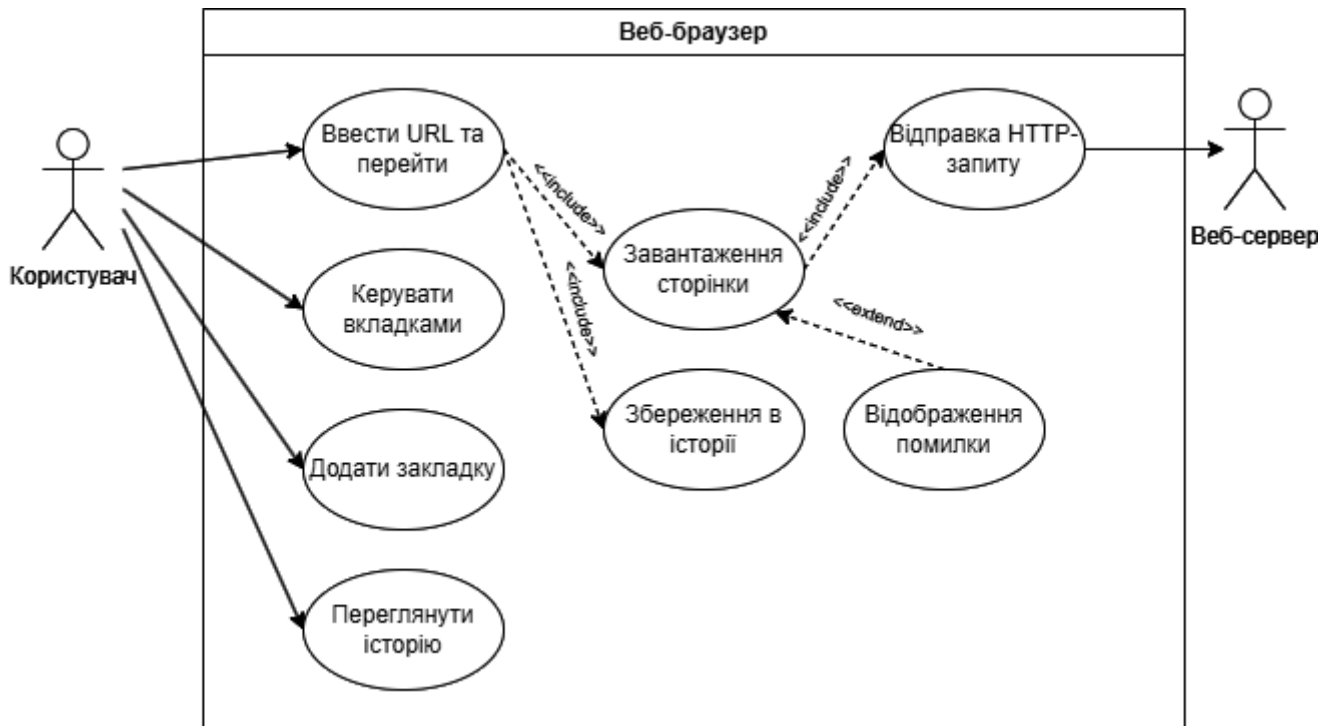 Веб-браузер
Ввести URL та
перейти
Відправка HTTP-
запиту
<<include>>
<<include>>
Веб-сервер
Користувач
Завантаження
сторінки
Керувати
вкладками
<<include>>
<<extend>>
Збереження в
історії
Відображення
помилки
Додати закладку
Переглянути
історію